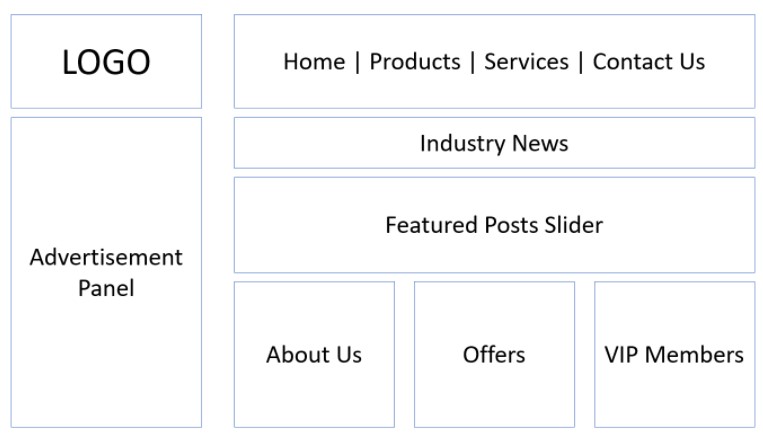 LOGO
Home | Products | Services | Contact Us
Industry News
Featured Posts Slider
Advertisement
Panel
About Us
Offers
VIP Members